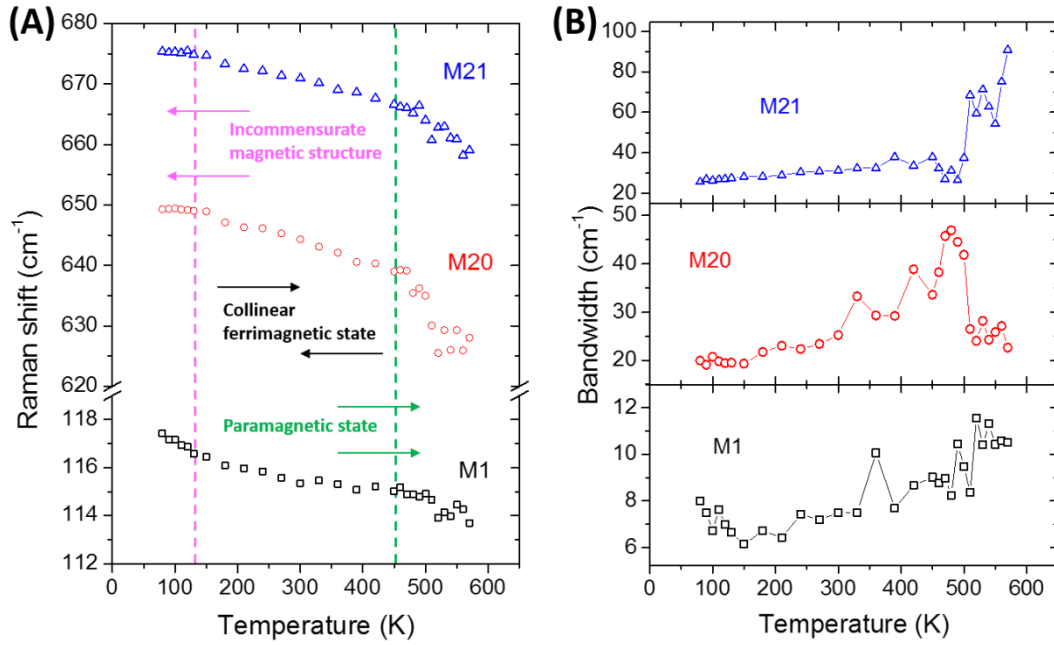 (A)
Raman shift (cm-1)
680
670
660
650
640
630
620
118
116
114
112
M21
Incommensurate
magnetic structure
M20
Collinear
ferrimagnetic state
Paramagnetic state
M1
0 100 200 300 400 500 600
Temperature (K)
(B)
Bandwidth (cm-1)
100
80
60
40
20
M21
50
40
30
20
M20
12
10
8
6
M1
0 100 200 300 400 500 600
Temperature (K)